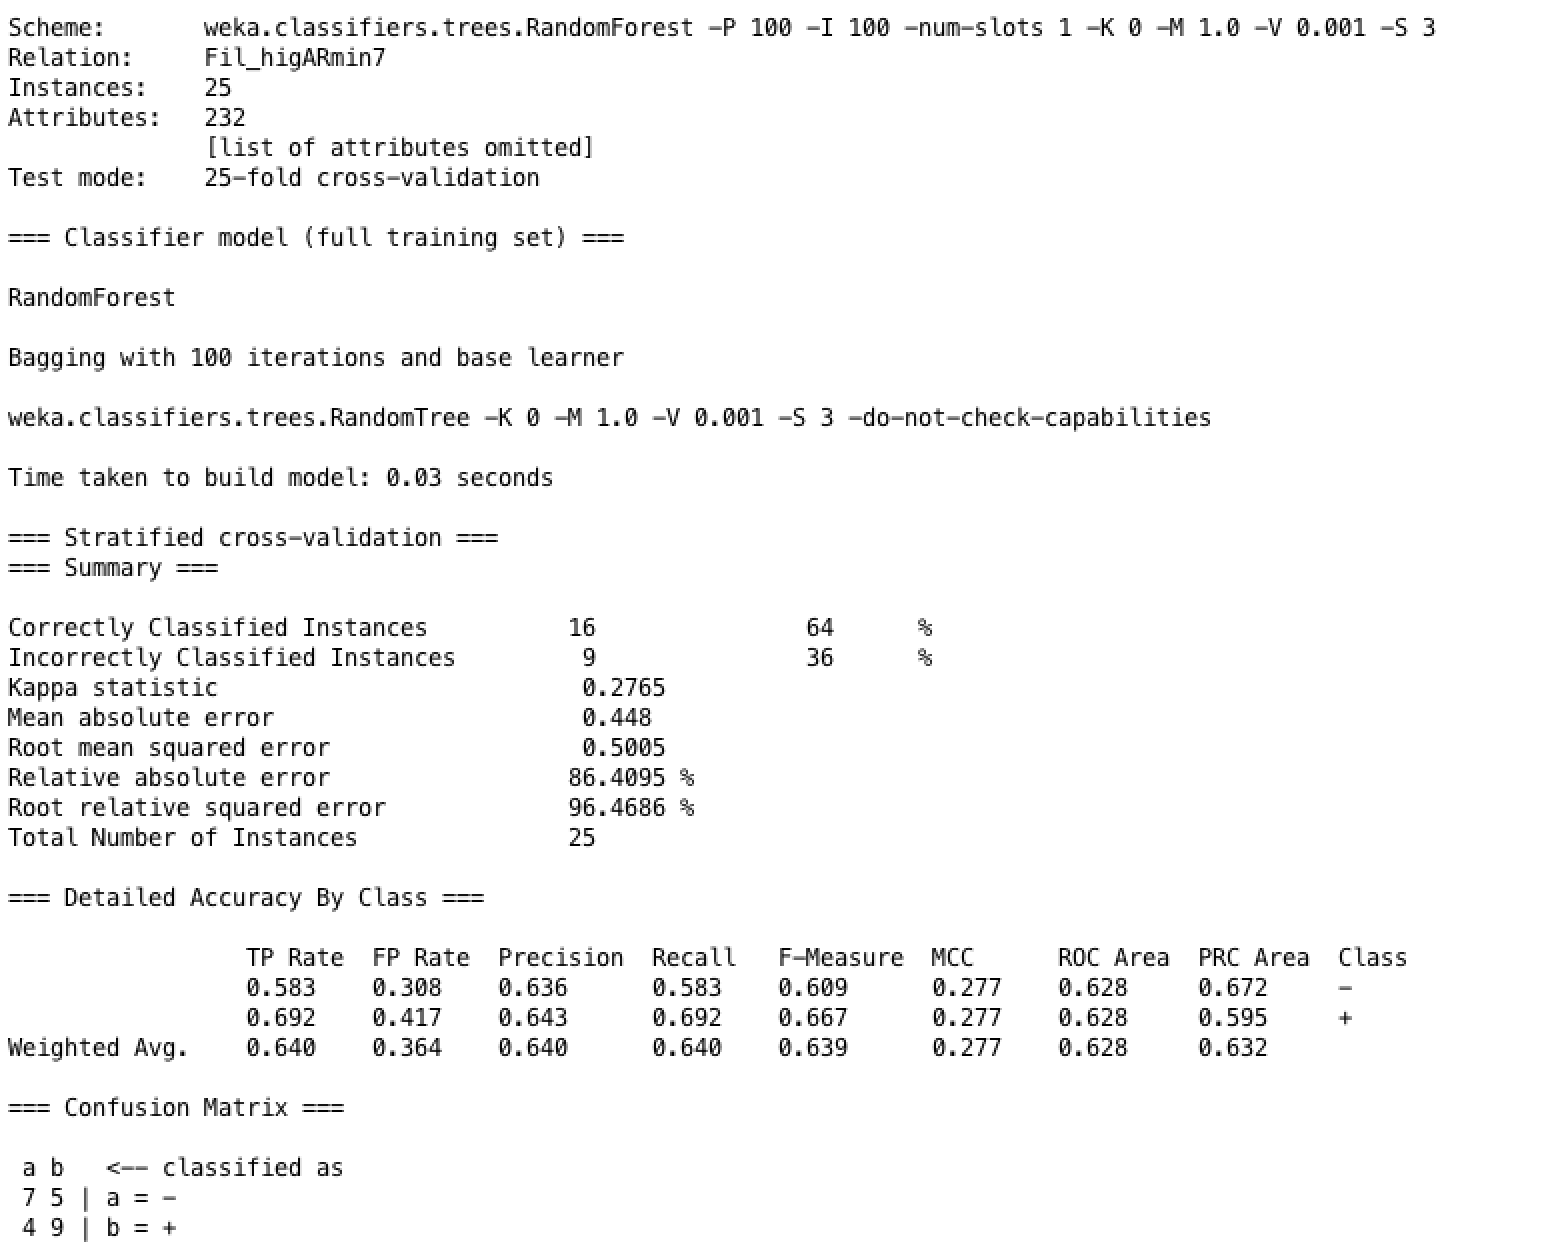 Scheme: weka.classifiers.trees.RandomForest -P 100 -I 100 -num-slots 1 -K 0 -M 1.0 -V 0.001 -S 3
Relation: Fil_higARmin7
Instances: 25
Attributes: 232
[list of attributes omitted]
Test mode: 25-fold cross-validation
=== Classifier model (full training set) ===
RandomForest
Bagging with 100 iterations and base learner
weka.classifiers.trees.RandomTree -K 0 -M 1.0 -V 0.001 -S 3 -do-not-check-capabilities
Time taken to build model: 0.03 seconds
=== Stratified cross-validation ===
=== Summary ===
Correctly Classified Instances 16 64 %
Incorrectly Classified Instances 9 36 %
Kappa statistic 0.2765
Mean absolute error 0.448
Root mean squared error 0.5005
Relative absolute error 86.4095 %
Root relative squared error 96.4686 %
Total Number of Instances 25
=== Detailed Accuracy By Class ===
TP Rate FP Rate Precision Recall F-Measure MCC ROC Area PRC Area Class
0.583 0.308 0.636 0.583 0.609 0.277 0.628 0.672 -
0.692 0.417 0.643 0.692 0.667 0.277 0.628 0.595 +
Weighted Avg. 0.640 0.364 0.640 0.640 0.639 0.277 0.628 0.632
=== Confusion Matrix ===
a b <-- classified as
7 5 | a = -
4 9 | b = +